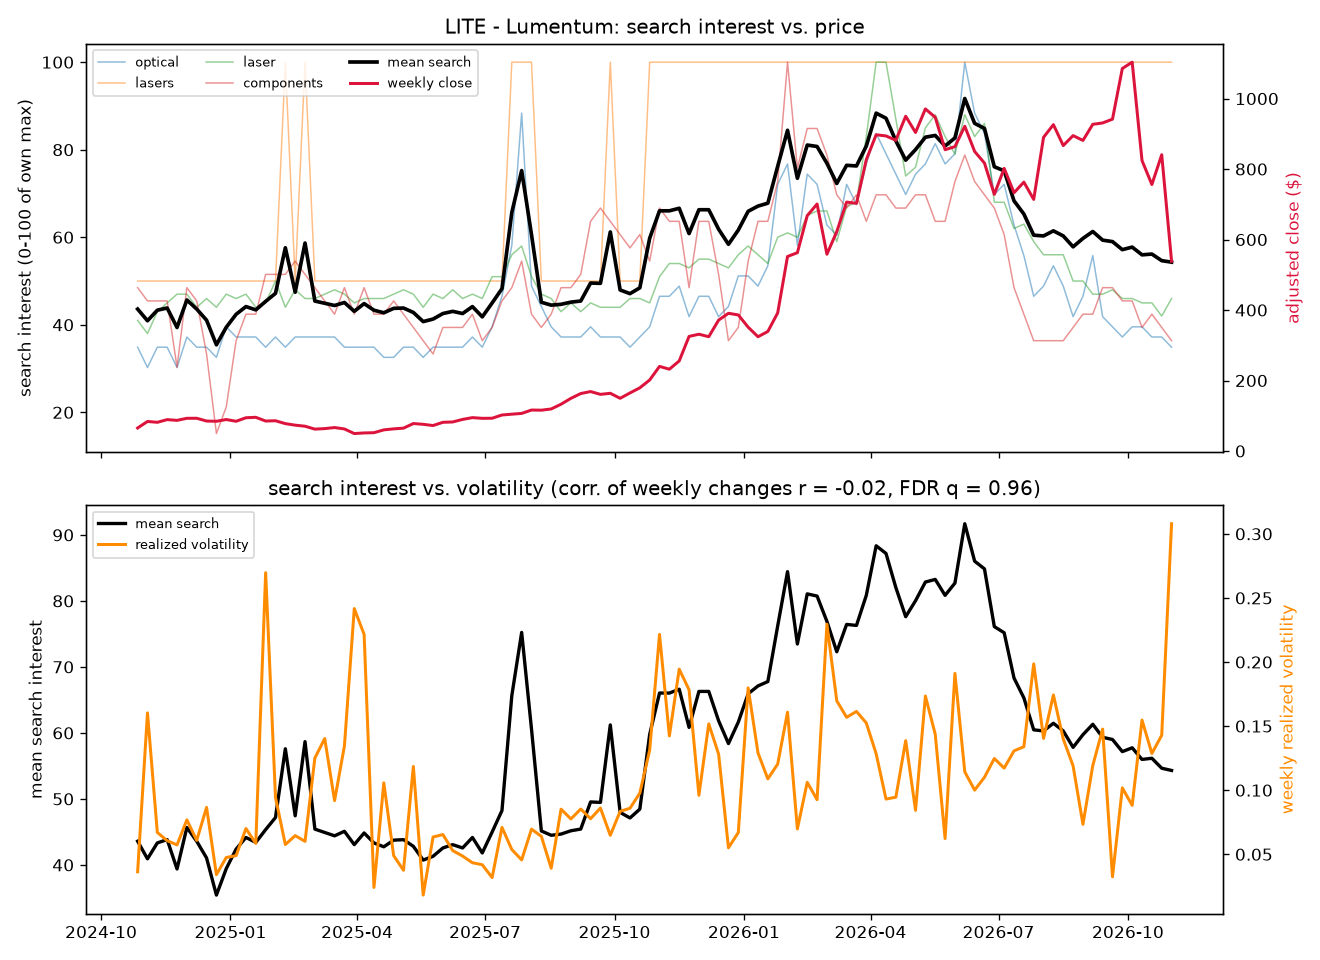 LITE - Lumentum: search interest vs. price
optical
lasers
laser
components
mean search
weekly close
100
80
60
40
20
search interest (0-100 of own max)
1000
800
600
400
200
0
adjusted close ($)
search interest vs. volatility (corr. of weekly changes r = -0.02, FDR q = 0.96)
mean search
realized volatility
90
80
70
60
50
40
mean search interest
0.30
0.25
0.20
0.15
0.10
0.05
weekly realized volatility
2024-10
2025-01
2025-04
2025-07
2025-10
2026-01
2026-04
2026-07
2026-10